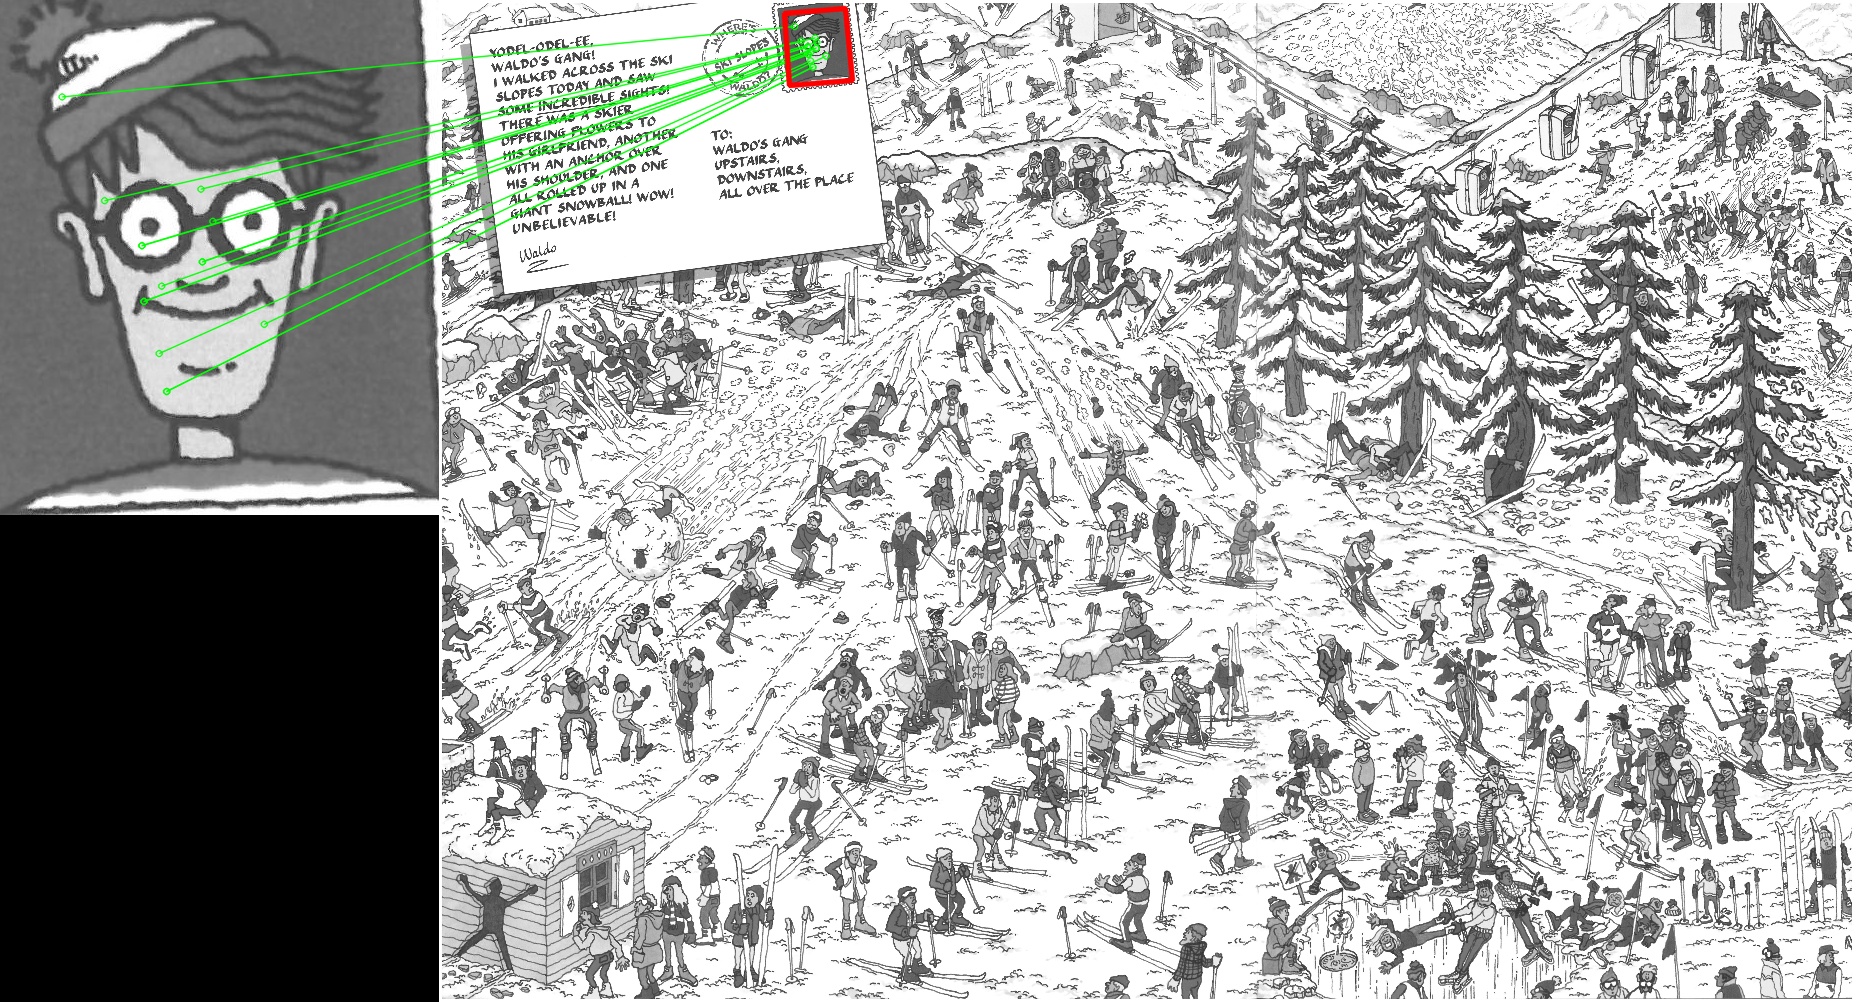 YODEL-ODEL-EE,
WALDO'S GANG!
I WALKED ACROSS THE SKI
SLOPES TODAY AND SAW
SOME INCREDIBLE SIGHTS!
THERE WAS A SKIER
OFFERING FLOWERS TO
HIS GIRLFRIEND, ANOTHER
WITH AN ANCHOR OVER
HIS SHOULDER, AND ONE
ALL ROLLED UP IN A
GIANT SNOWBALL! WOW!
UNBELIEVABLE!
Waldo
SKI SLOPES
TO:
WALDO'S GANG
UPSTAIRS,
DOWNSTAIRS,
ALL OVER THE PLACE